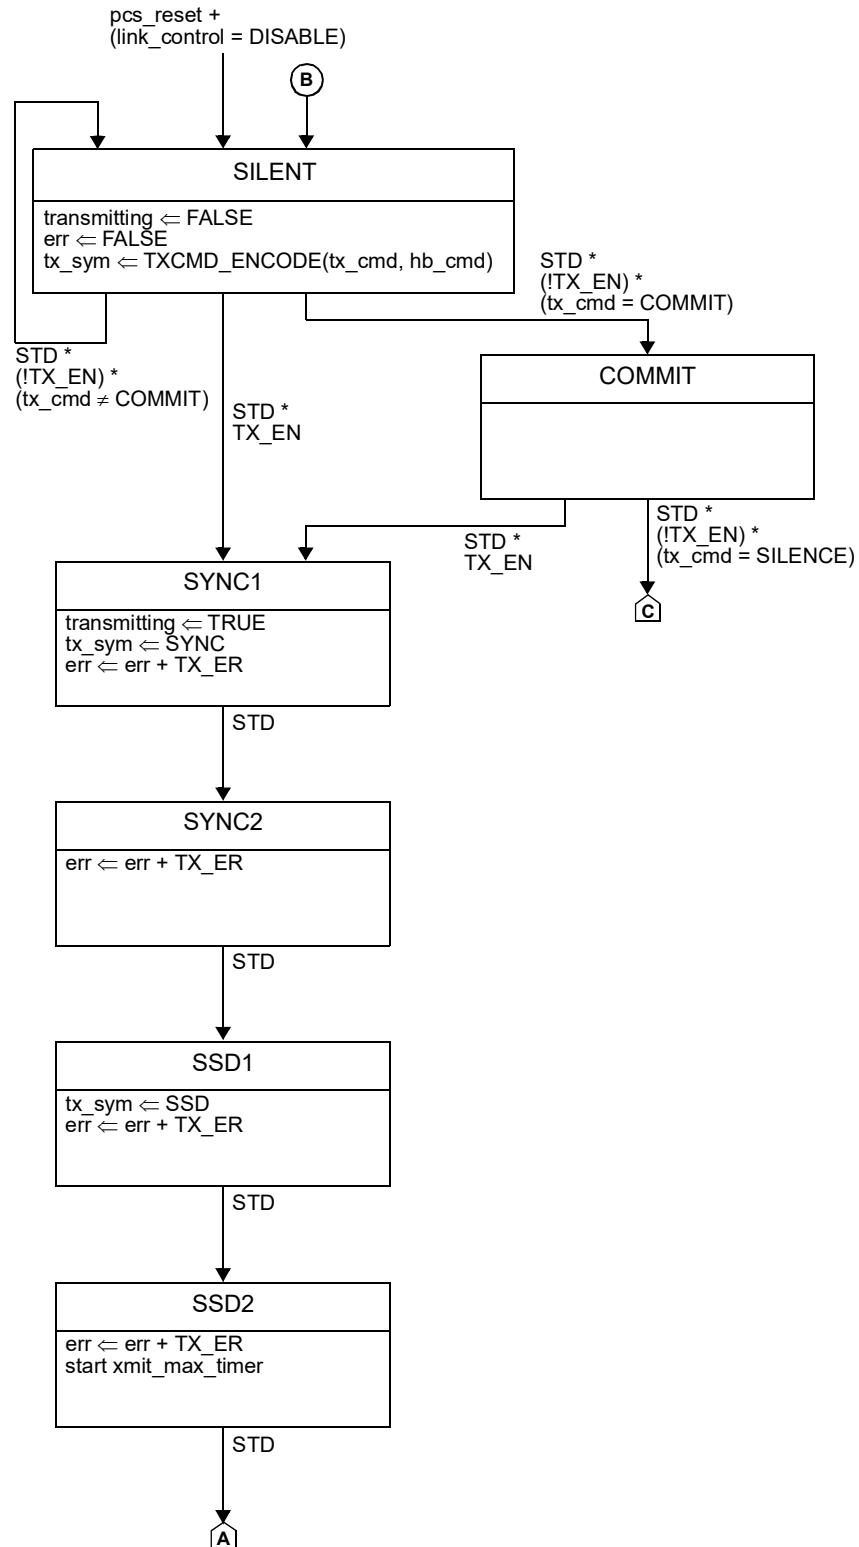 pcs_reset +
(link_control = DISABLE)
B
SILENT
transmitting ⇐ FALSE
err ⇐ FALSE
tx_sym ⇐ TXCMD_ENCODE(tx_cmd, hb_cmd)
STD *
(!TX_EN) *
(tx_cmd = COMMIT)
STD *
(!TX_EN) *
(tx_cmd ≠ COMMIT)
STD *
TX_EN
COMMIT
STD *
TX_EN
STD *
(!TX_EN) *
(tx_cmd = SILENCE)
C
SYNC1
transmitting ⇐ TRUE
tx_sym ⇐ SYNC
err ⇐ err + TX_ER
STD
SYNC2
err ⇐ err + TX_ER
STD
SSD1
tx_sym ⇐ SSD
err ⇐ err + TX_ER
STD
SSD2
err ⇐ err + TX_ER
start xmit_max_timer
STD
A